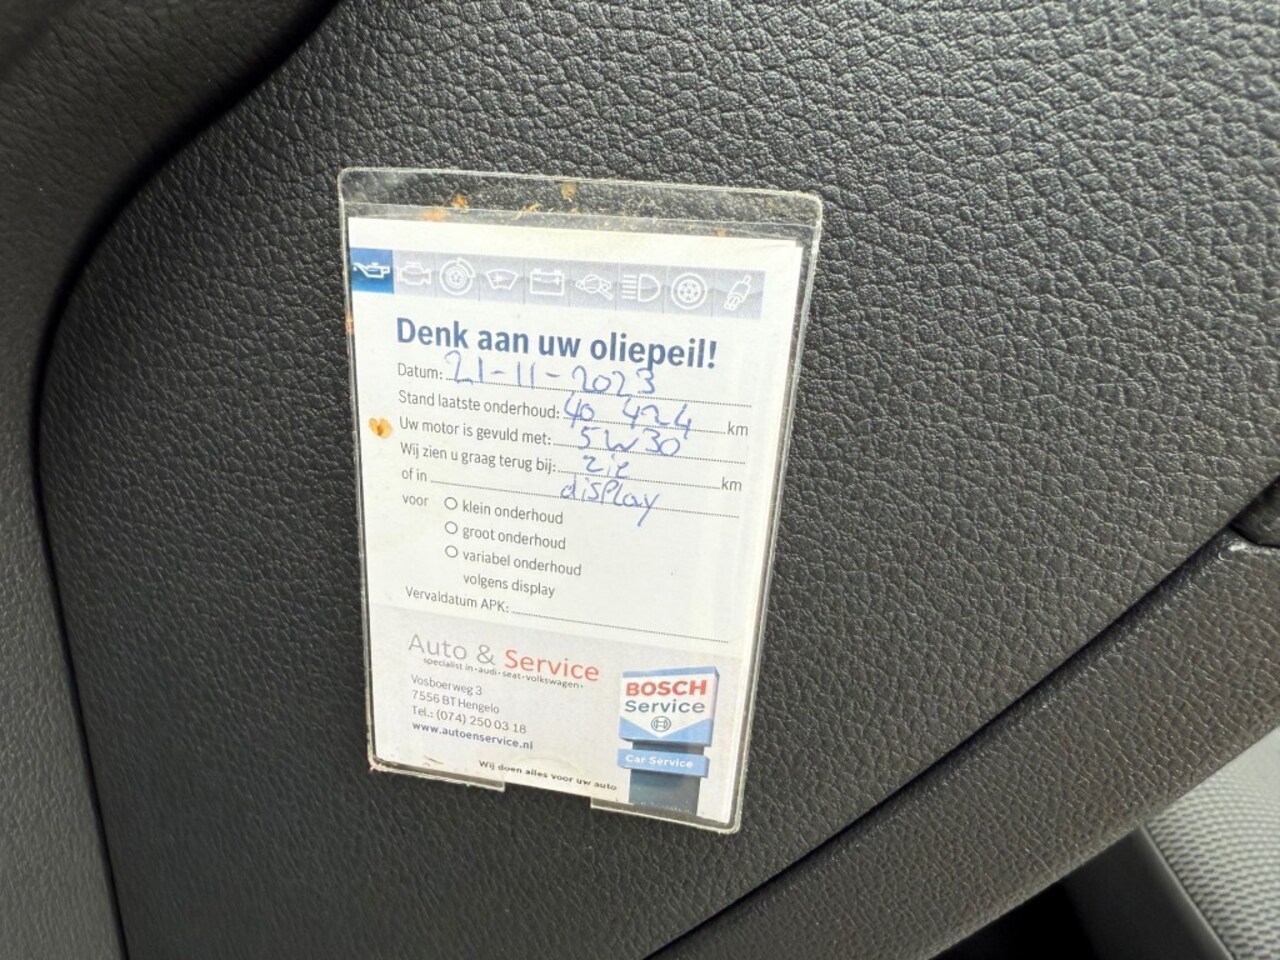 Denk aan uw oliepeil!
Datum: 21-11-2023
Stand laatste onderhoud: 40 424 km
Uw motor is gevuld met: 5W30
Wij zien u graag terug bij: zie km
of in display
voor klein onderhoud
groot onderhoud
variabel onderhoud
volgens display
Vervaldatum APK:
Auto & Service
specialist in • audi • seat • volkswagen •
Vosboerweg 3
7556 BT Hengelo
Tel.: (074) 250 03 18
www.autoenservice.nl
Wij doen alles voor uw auto
BOSCH
Service
Car Service